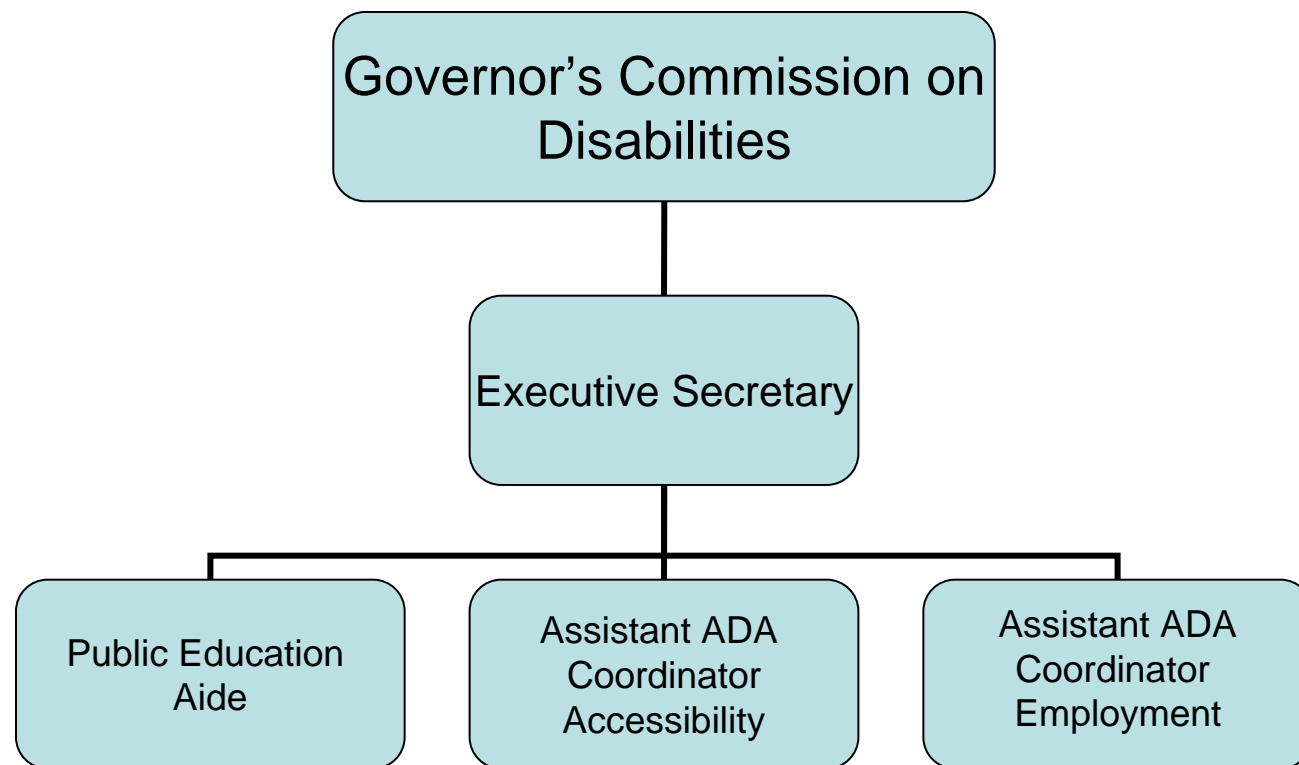 Governor’s Commission on
Disabilities
Executive Secretary
Public Education
Aide
Assistant ADA
Coordinator
Accessibility
Assistant ADA
Coordinator
Employment